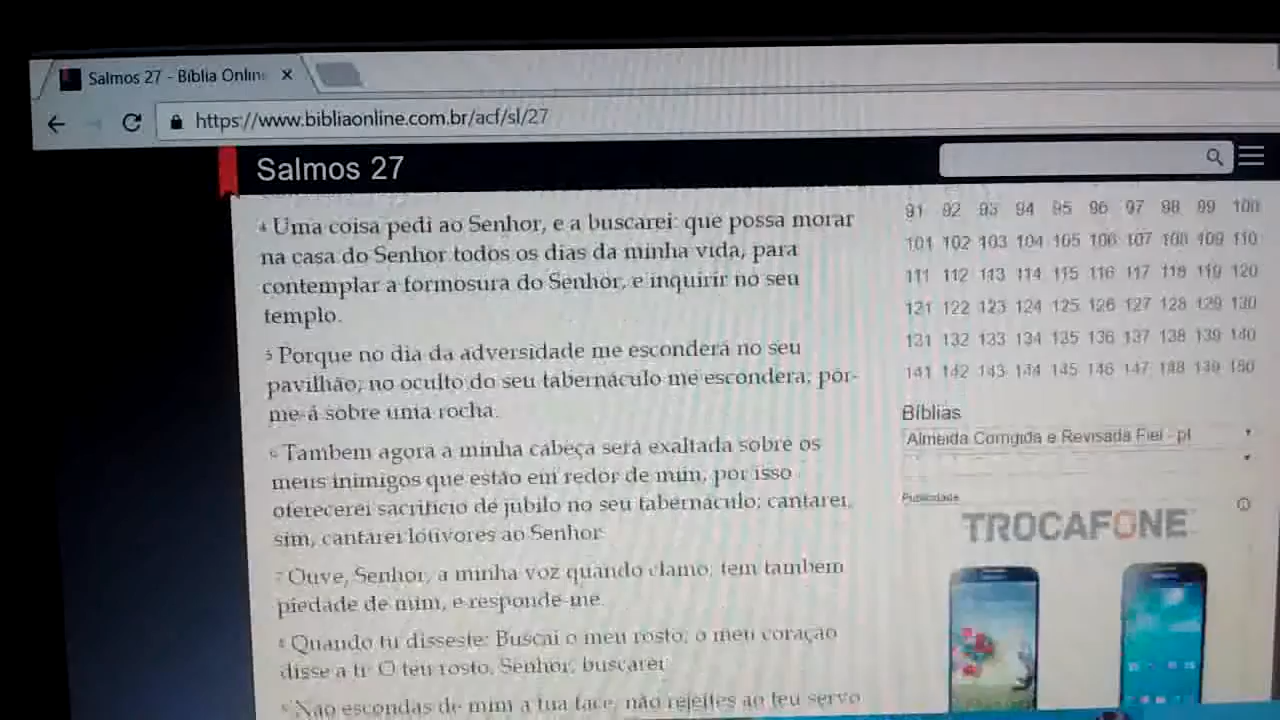 Salmos 27 - Bíblia Online
https://www.bibliaonline.com.br/acf/sl/27
Salmos 27
4 Uma coisa pedi ao Senhor, e a buscarei: que possa morar
na casa do Senhor todos os dias da minha vida, para
contemplar a formosura do Senhor, e inquirir no seu
templo.
5 Porque no dia da adversidade me esconderá no seu
pavilhão; no oculto do seu tabernáculo me esconderá; pôr-
me-á sobre uma rocha.
6 Também agora a minha cabeça será exaltada sobre os
meus inimigos que estão em redor de mim; por isso
oferecerei sacrifício de júbilo no seu tabernáculo; cantarei,
sim, cantarei louvores ao Senhor.
7 Ouve, Senhor, a minha voz quando clamo; tem também
piedade de mim, e responde-me.
8 Quando tu disseste: Buscai o meu rosto; o meu coração
disse a ti: O teu rosto, Senhor, buscarei.
9 Não escondas de mim a tua face, não rejeites ao teu servo
91 92 93 94 95 96 97 98 99 100
101 102 103 104 105 106 107 108 109 110
111 112 113 114 115 116 117 118 119 120
121 122 123 124 125 126 127 128 129 130
131 132 133 134 135 136 137 138 139 140
141 142 143 144 145 146 147 148 149 150
Bíblias
Almeida Corrigida e Revisada Fiel - pt
Publicidade
TROCAFONE